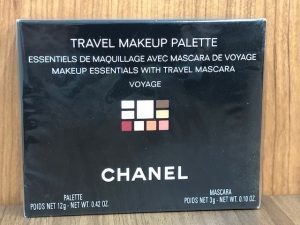 TRAVEL MAKEUP PALETTE
ESSENTIELS DE MAQUILLAGE AVEC MASCARA DE VOYAGE
MAKEUP ESSENTIALS WITH TRAVEL MASCARA
VOYAGE
CHANEL
PALETTE
POIDS NET 12g - NET WT. 0.42 OZ.
MASCARA
POIDS NET 3g - NET WT. 0.10 OZ.